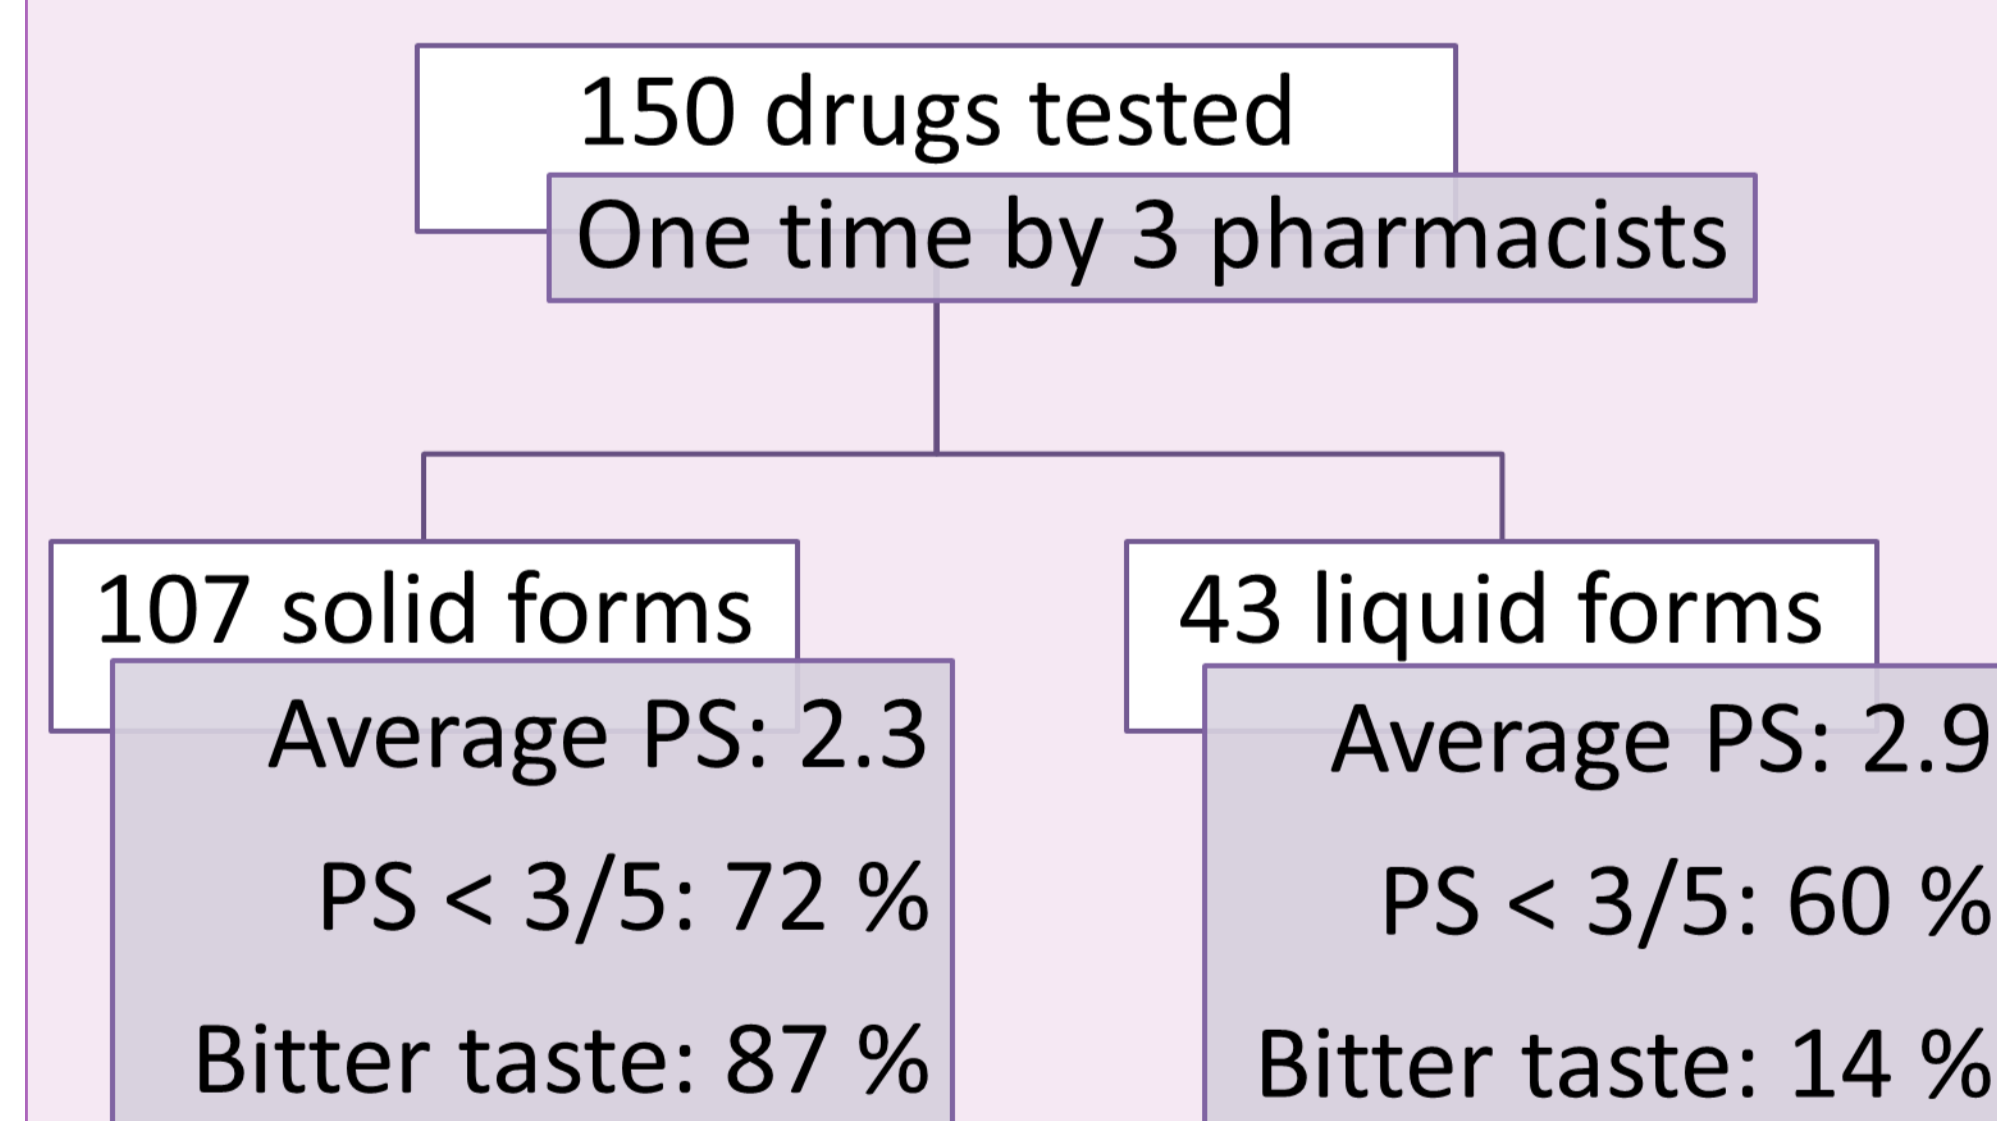 150 drugs tested
One time by 3 pharmacists
107 solid forms
Average PS: 2.3
PS < 3/5: 72 %
Bitter taste: 87 %
43 liquid forms
Average PS: 2.9
PS < 3/5: 60 %
Bitter taste: 14 %